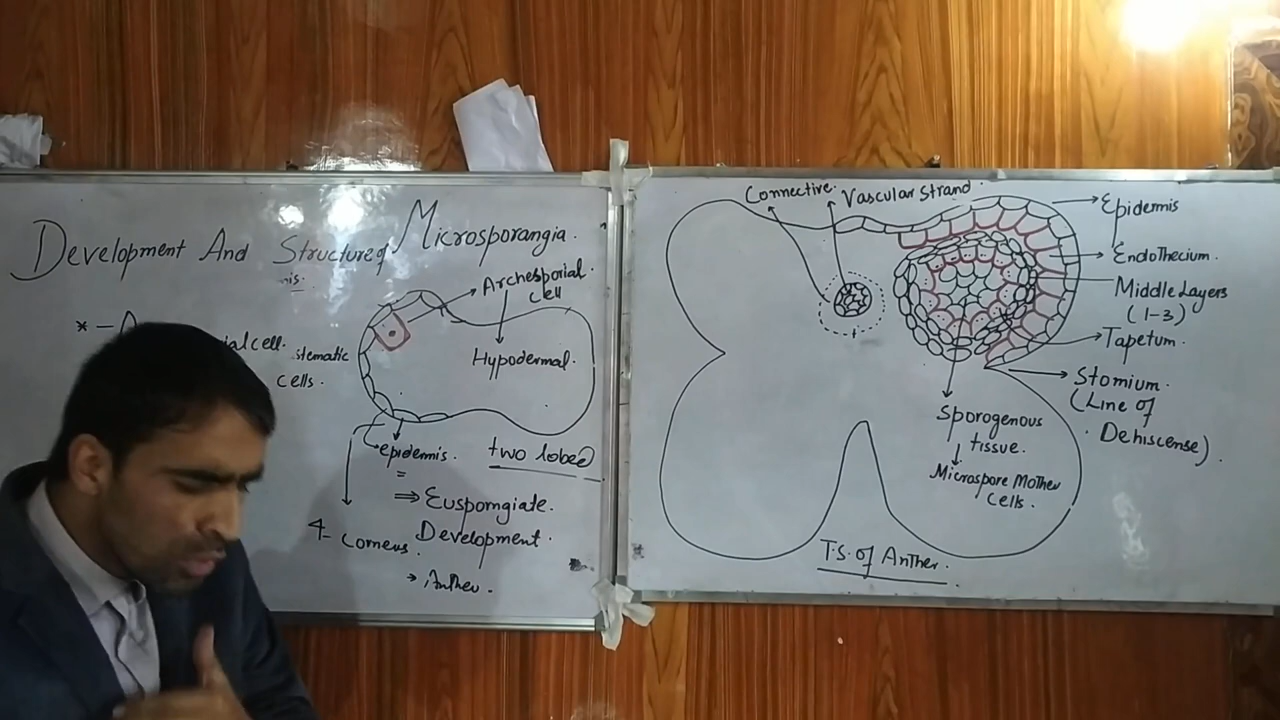 Development And Structure of Microsporangia.
* -
cell. stematic
cells.
Archesporial
cell
Hypodermal.
epidermis.
=
two lobed
⇒ Eusporngiate
Development.
4- Corners.
→ Anther.
Connective. Vascular Strand.
Epidermis
Endothecium.
Middle Layers
(1-3)
Tapetum.
Stomium.
(Line of
Dehiscense).
Sporogenous
tissue.
Microspore Mother
Cells.
T.S. of Anther.